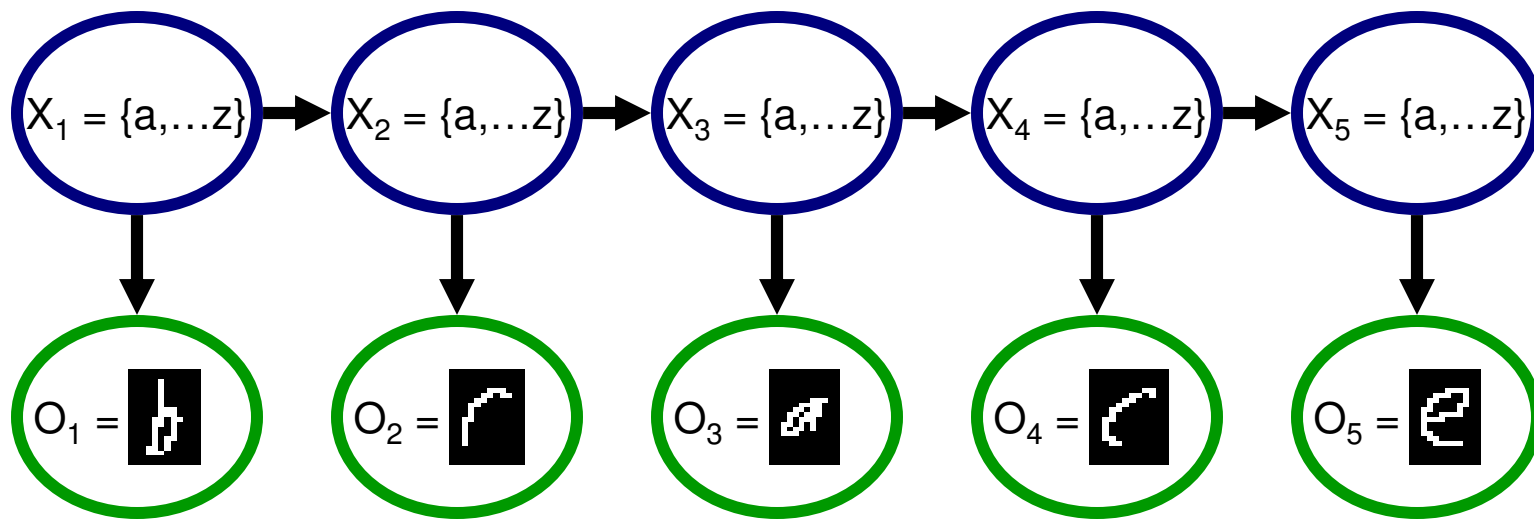 X₁ = {a,...z} X₂ = {a,...z} X₃ = {a,...z} X₄ = {a,...z} X₅ = {a,...z}
O₁ = b O₂ = r O₃ = a O₄ = c O₅ = e